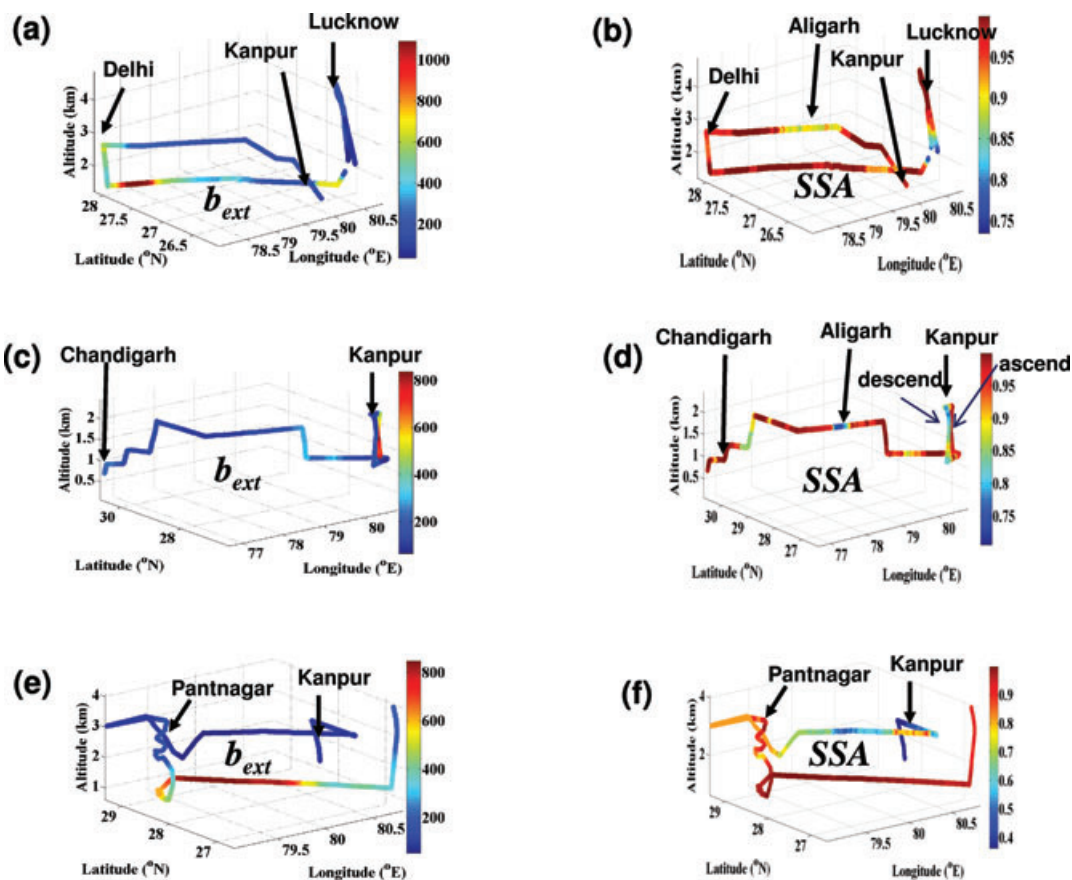 (a)
Lucknow
Kanpur
Delhi
Altitude (km)
4
3
2
28
27.5
27
26.5
Latitude (°N)
78.5
79
79.5
80
80.5
Longitude (°E)
b_ext
1000
800
600
400
200
(b)
Aligarh
Lucknow
Kanpur
Delhi
Altitude (km)
4
3
2
28
27.5
27
26.5
Latitude (°N)
78.5
79
79.5
80
80.5
Longitude (°E)
SSA
0.95
0.9
0.85
0.8
0.75
(c)
Chandigarh
Kanpur
Altitude (km)
2
1.5
1
0.5
30
28
Latitude (°N)
77
78
79
80
Longitude (°E)
b_ext
800
600
400
200
(d)
Chandigarh
Aligarh
Kanpur
descend
ascend
Altitude (km)
2
1.5
1
0.5
30
29
28
27
Latitude (°N)
77
78
79
80
Longitude (°E)
SSA
0.95
0.9
0.85
0.8
0.75
(e)
Pantnagar
Kanpur
Altitude (km)
4
3
2
1
29
28
27
Latitude (°N)
79.5
80
80.5
Longitude (°E)
b_ext
800
600
400
200
(f)
Pantnagar
Kanpur
Altitude (km)
4
2
29
28
27
Latitude (°N)
79.5
80
80.5
Longitude (°E)
SSA
0.9
0.8
0.7
0.6
0.5
0.4